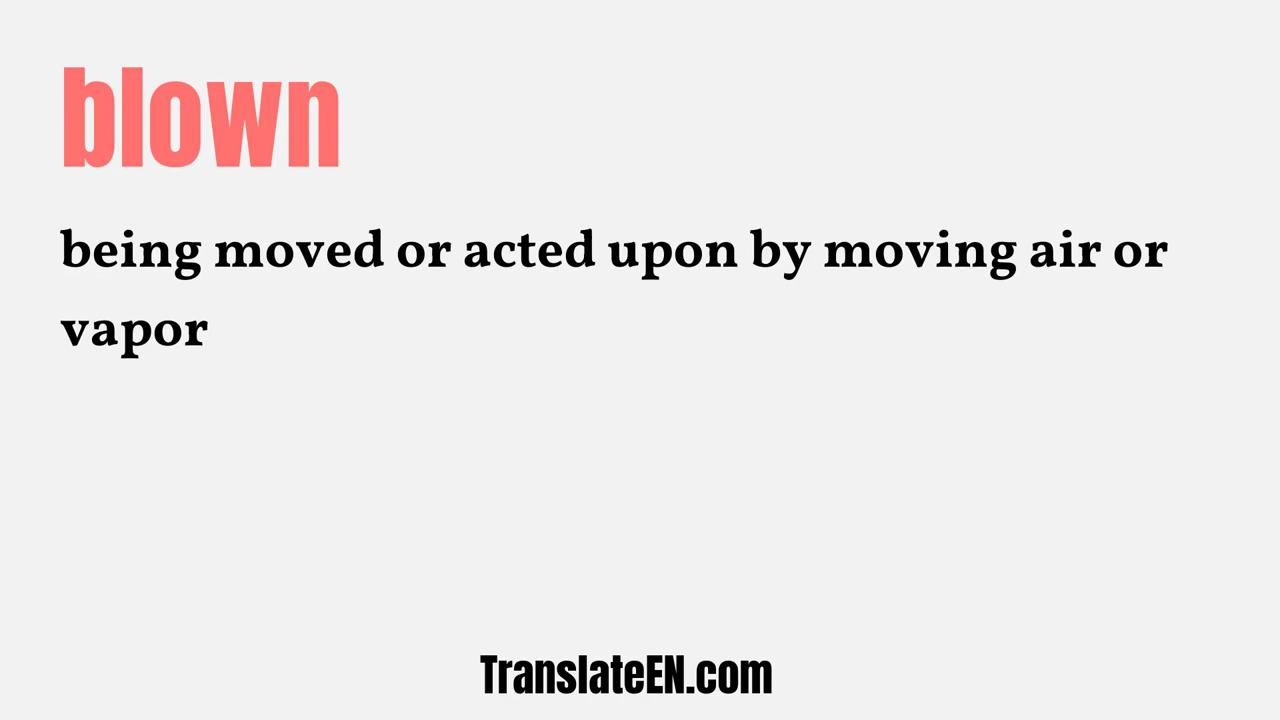 blown
being moved or acted upon by moving air or
vapor
TranslateEN.com